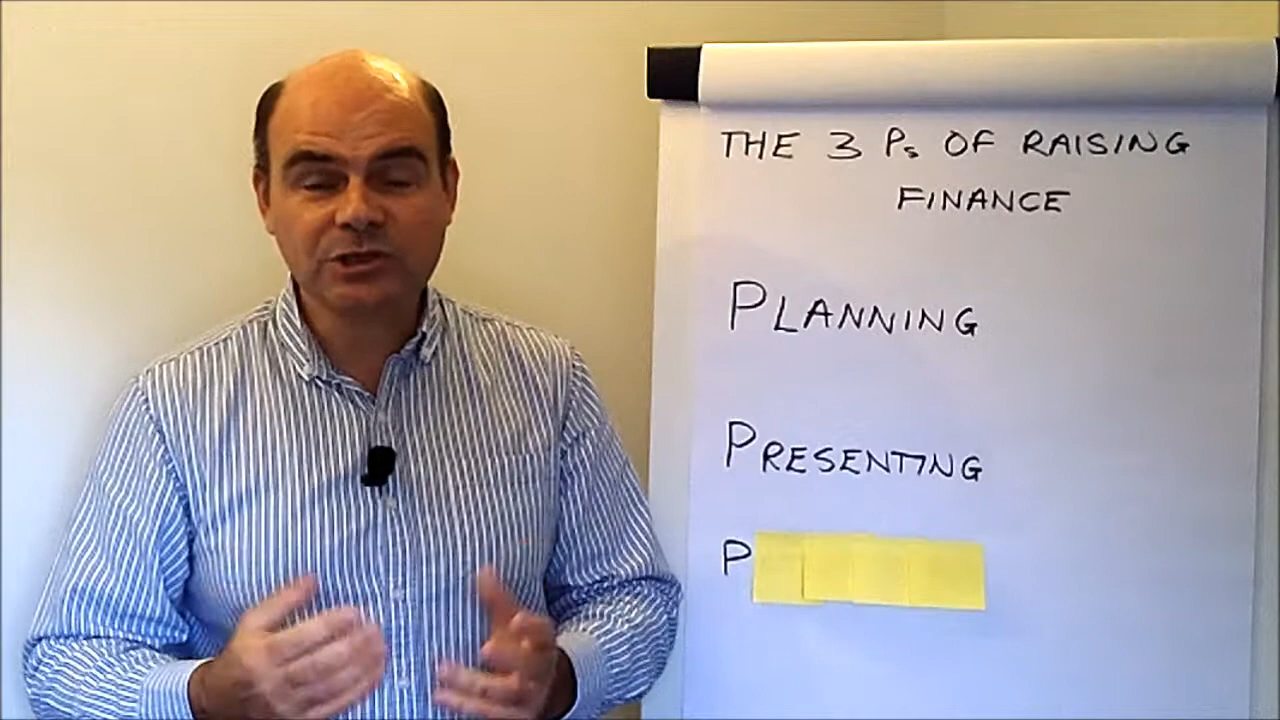 THE 3 Ps OF RAISING
FINANCE
PLANNING
PRESENTING
P